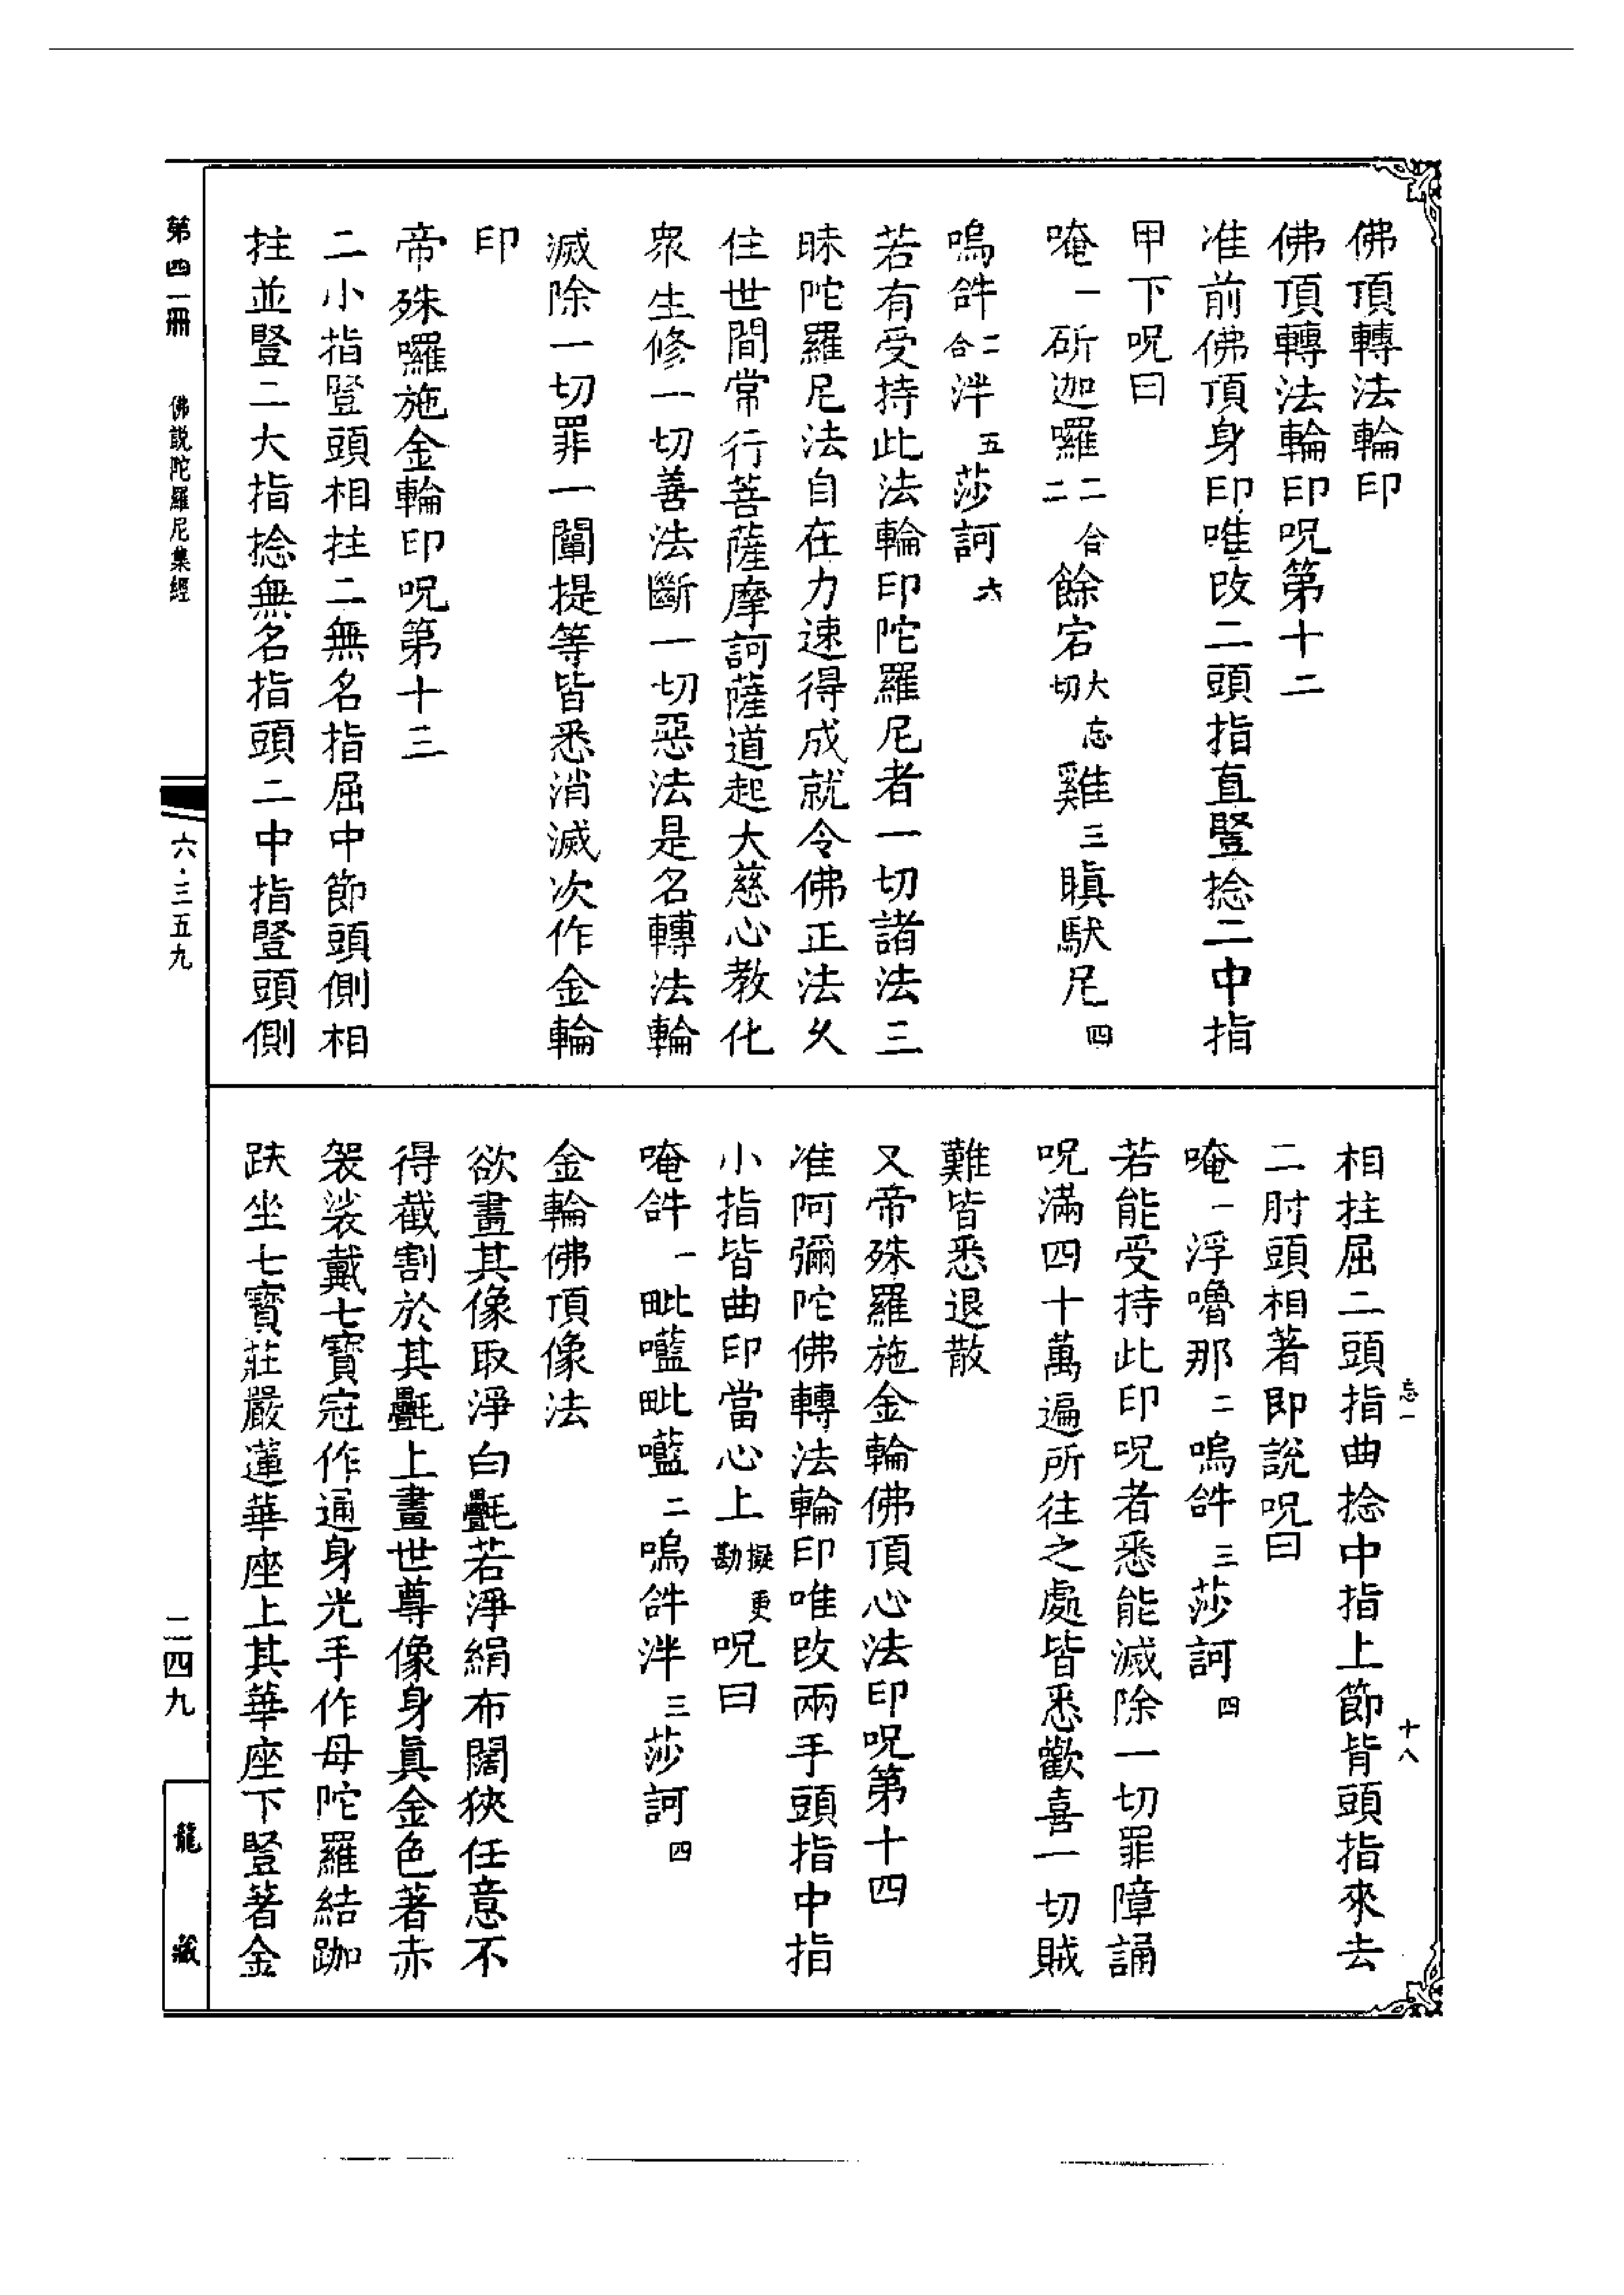 佛頂轉法輪印
佛頂轉法輪印呪第十二
准前佛頂身印唯改二頭指直豎捻二中指
甲下呪曰
唵一斫迦囉二合二餘宕大忘切雞三瞋馱尼四
嗚𤙖二合泮五莎訶六
若有受持此法輪印陀羅尼者一切諸法三
昧陀羅尼法自在力速得成就令佛正法久
住世間常行菩薩摩訶薩道起大慈心教化
衆生修一切善法斷一切惡法是名轉法輪
滅除一切罪一闡提等皆悉消滅次作金輪
印
帝殊囉施金輪印呪第十三
二小指豎頭相拄二無名指屈中節頭側相
拄並豎二大指捻無名指頭二中指豎頭側
相拄屈二頭指曲捻中指上節背頭指來去
二肘頭相著即説呪曰
唵一浮嚕那二嗚𤙖三莎訶四
若能受持此印呪者悉能滅除一切罪障誦
呪滿四十萬遍所往之處皆悉歡喜一切賊
難皆悉退散
又帝殊羅施金輪佛頂心法印呪第十四
准阿彌陀佛轉法輪印唯改兩手頭指中指
小指皆曲印當心上擬更勘呪曰
唵𤙖一毗㘕毗㘕二嗚𤙖泮三莎訶四
金輪佛頂像法
欲畫其像取淨白氎若淨絹布闊狹任意不
得截割於其氎上畫世尊像身真金色著赤
袈裟戴七寶冠作通身光手作母陀羅結跏
趺坐七寶莊嚴蓮華座上其華座下豎著金
忘一
十八
第四二冊
佛説陀羅尼集經
六·三五九
二四九
龍藏